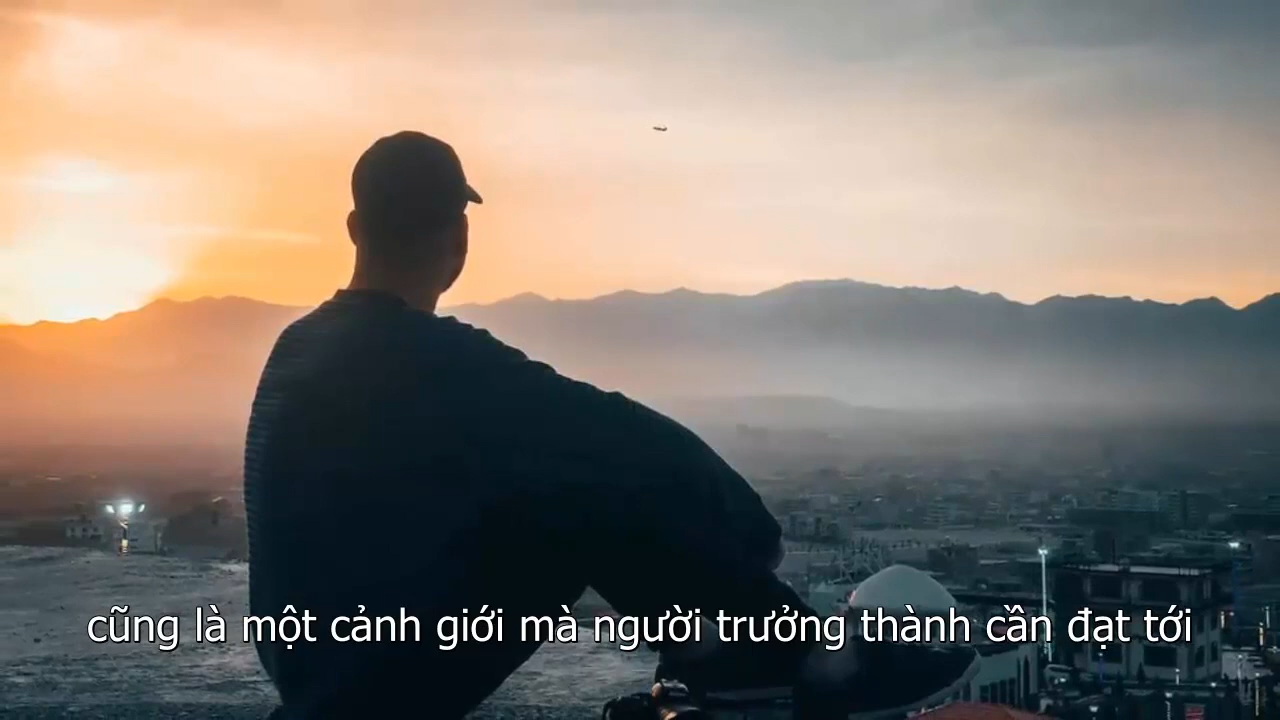 cũng là một cảnh giới mà người trưởng thành cần đạt tới